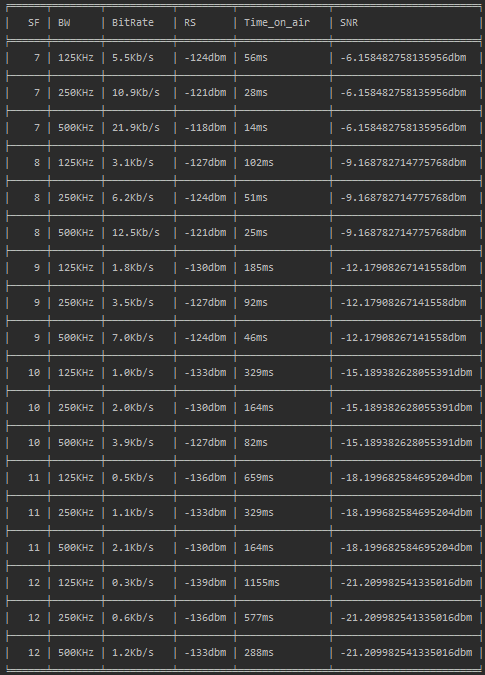 SF BW BitRate RS Time_on_air SNR
7 125KHz 5.5Kb/s -124dbm 56ms -6.158482758135956dbm
7 250KHz 10.9Kb/s -121dbm 28ms -6.158482758135956dbm
7 500KHz 21.9Kb/s -118dbm 14ms -6.158482758135956dbm
8 125KHz 3.1Kb/s -127dbm 102ms -9.168782714775768dbm
8 250KHz 6.2Kb/s -124dbm 51ms -9.168782714775768dbm
8 500KHz 12.5Kb/s -121dbm 25ms -9.168782714775768dbm
9 125KHz 1.8Kb/s -130dbm 185ms -12.17908267141558dbm
9 250KHz 3.5Kb/s -127dbm 92ms -12.17908267141558dbm
9 500KHz 7.0Kb/s -124dbm 46ms -12.17908267141558dbm
10 125KHz 1.0Kb/s -133dbm 329ms -15.189382628055391dbm
10 250KHz 2.0Kb/s -130dbm 164ms -15.189382628055391dbm
10 500KHz 3.9Kb/s -127dbm 82ms -15.189382628055391dbm
11 125KHz 0.5Kb/s -136dbm 659ms -18.199682584695204dbm
11 250KHz 1.1Kb/s -133dbm 329ms -18.199682584695204dbm
11 500KHz 2.1Kb/s -130dbm 164ms -18.199682584695204dbm
12 125KHz 0.3Kb/s -139dbm 1155ms -21.209982541335016dbm
12 250KHz 0.6Kb/s -136dbm 577ms -21.209982541335016dbm
12 500KHz 1.2Kb/s -133dbm 288ms -21.209982541335016dbm